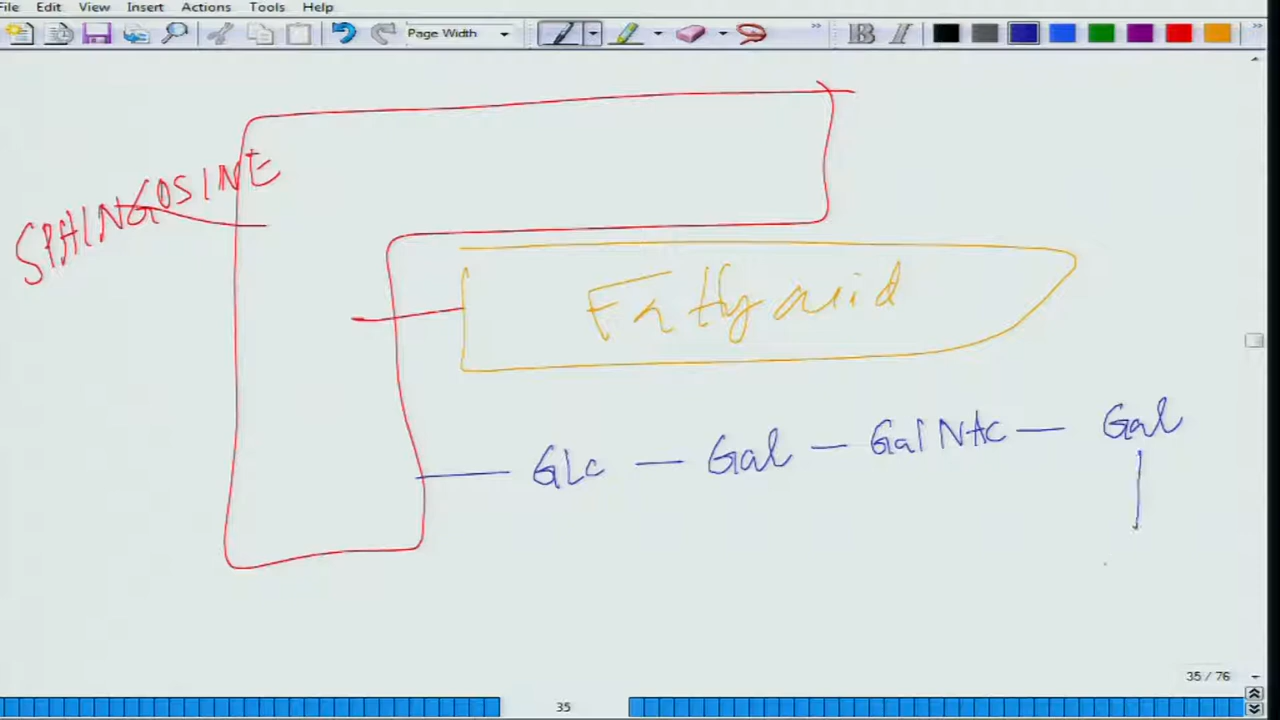 File Edit View Insert Actions Tools Help
Page Width
B I
SPHINGOSINE
Fatty acid
GLc — Gal — GalNAc — Gal
35 / 76
35